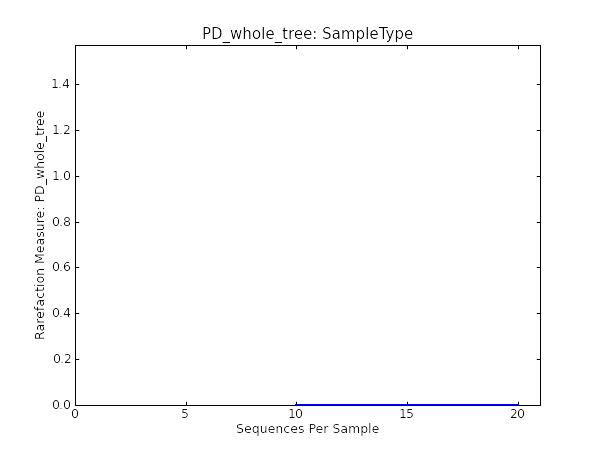 PD_whole_tree: SampleType
Rarefaction Measure: PD_whole_tree
1.4
1.2
1.0
0.8
0.6
0.4
0.2
0.0
0 5 10 15 20
Sequences Per Sample